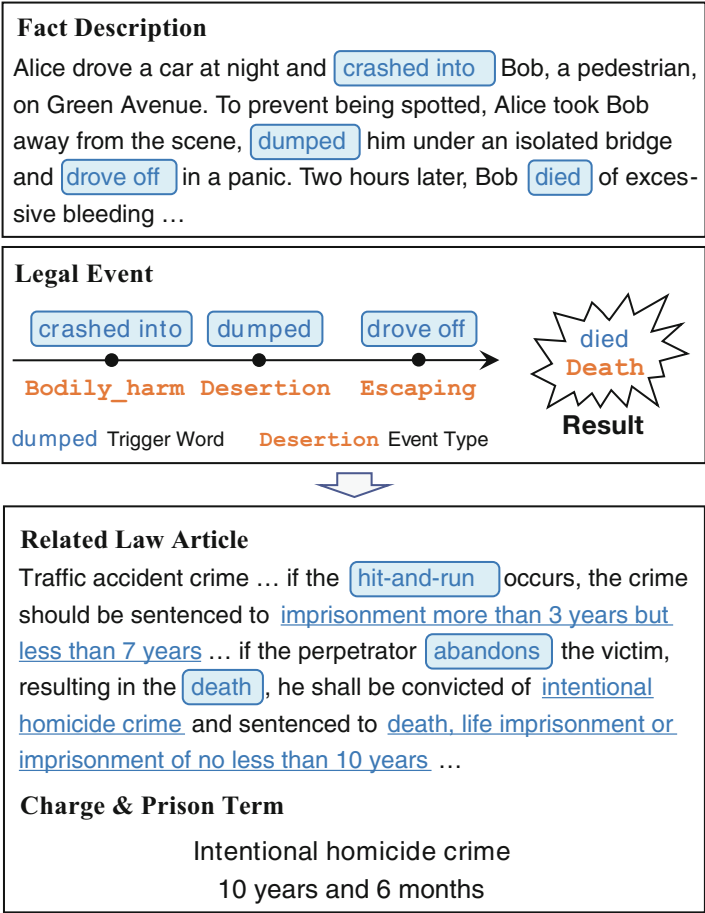 Fact Description
Alice drove a car at night and crashed into Bob, a pedestrian,
on Green Avenue. To prevent being spotted, Alice took Bob
away from the scene, dumped him under an isolated bridge
and drove off in a panic. Two hours later, Bob died of exces-
sive bleeding …
Legal Event
crashed into dumped drove off
Bodily_harm Desertion Escaping
died
Death
Result
dumped Trigger Word Desertion Event Type
Related Law Article
Traffic accident crime … if the hit-and-run occurs, the crime
should be sentenced to imprisonment more than 3 years but
less than 7 years … if the perpetrator abandons the victim,
resulting in the death, he shall be convicted of intentional
homicide crime and sentenced to death, life imprisonment or
imprisonment of no less than 10 years …
Charge & Prison Term
Intentional homicide crime
10 years and 6 months